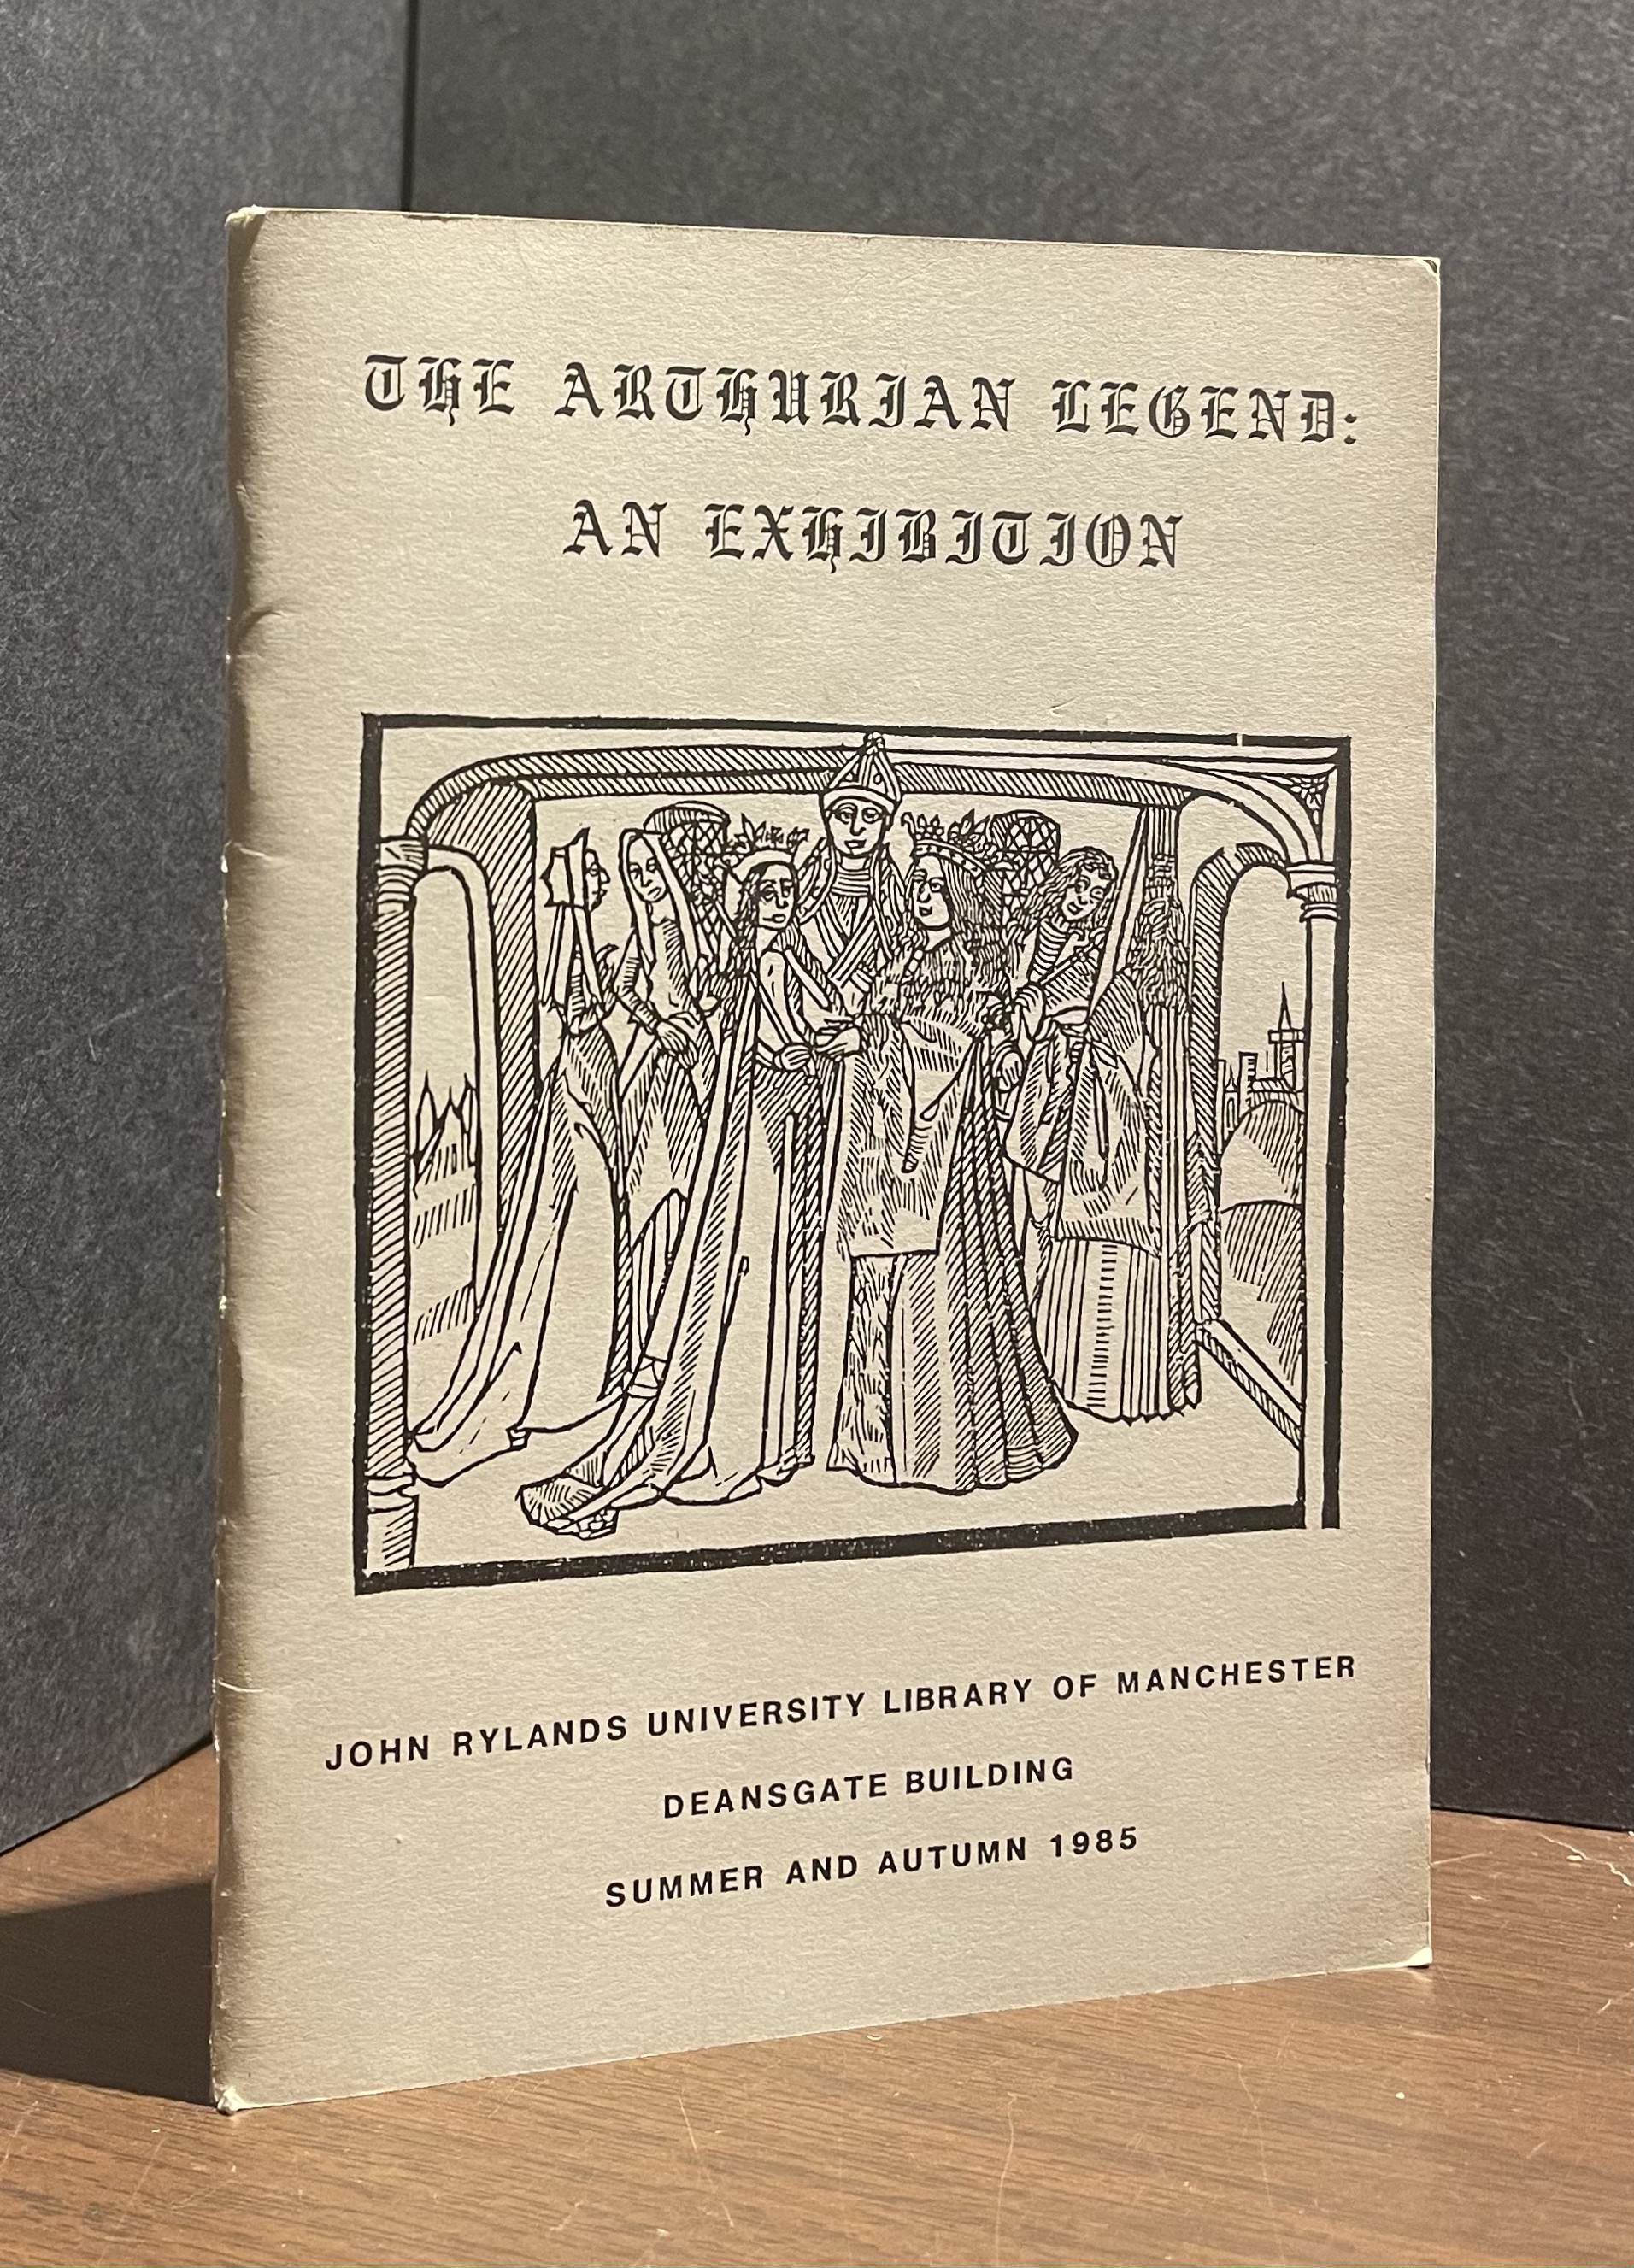 THE ARTHURIAN LEGEND:
AN EXHIBITION
JOHN RYLANDS UNIVERSITY LIBRARY OF MANCHESTER
DEANSGATE BUILDING
SUMMER AND AUTUMN 1985